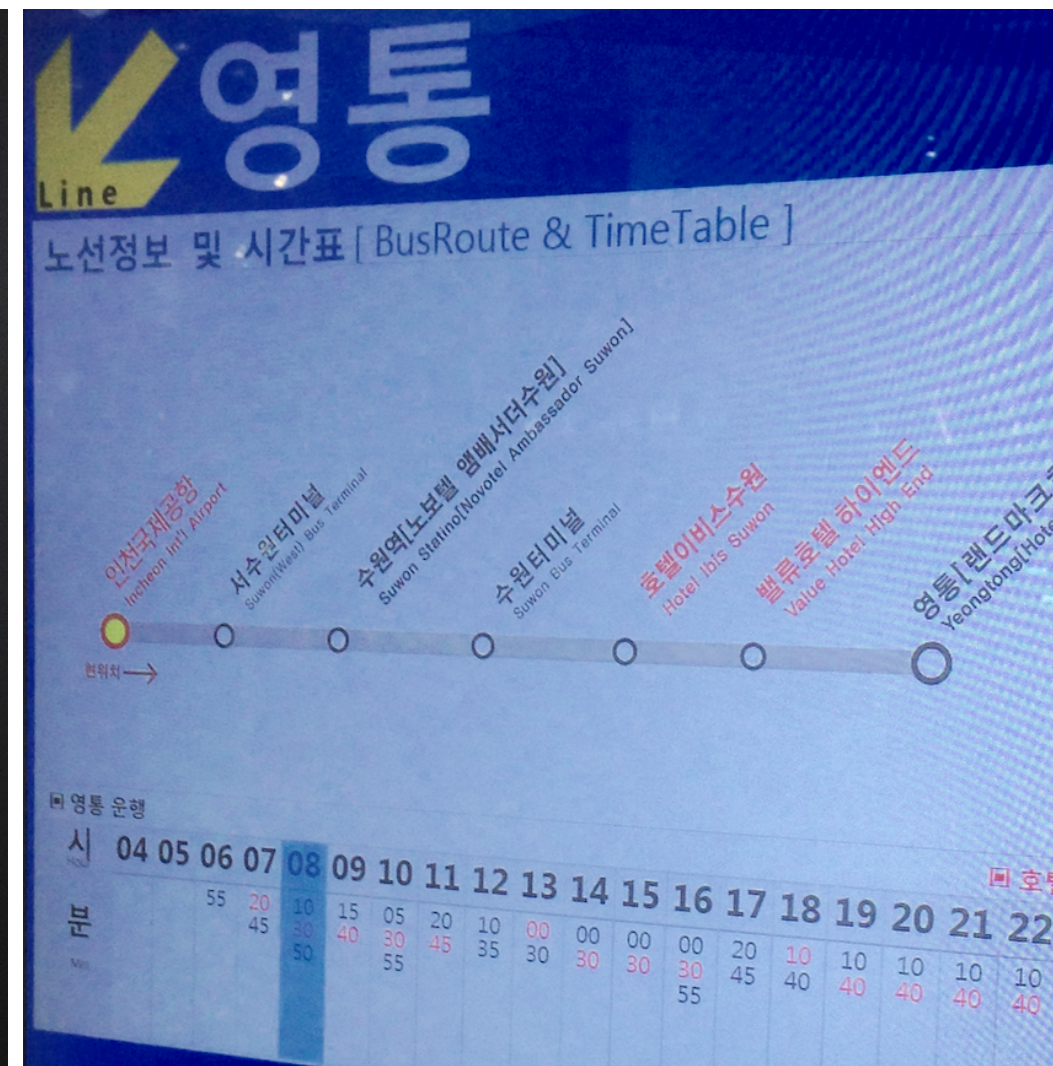 영통
Line
노선정보 및 시간표 [ BusRoute & TimeTable ]
인천국제공항
Incheon Int'l Airport
서수원터미널
Suwon(West) Bus Terminal
수원역[노보텔 앰배서더수원]
Suwon Statino[Novotel Ambassador Suwon]
수원터미널
Suwon Bus Terminal
호텔이비스수원
Hotel Ibis Suwon
밸류호텔 하이엔드
Value Hotel High End
영통[랜드마크
Yeongtong[Hote
현위치
영통 운행
시 04 05 06 07 08 09 10 11 12 13 14 15 16 17 18 19 20 21 22
분 55 20 10 15 05 20 10 00 00 00 00 20 10 10 10 10 10
45 30 40 30 45 35 30 30 30 30 45 40 40 40 40 40
50 55 55